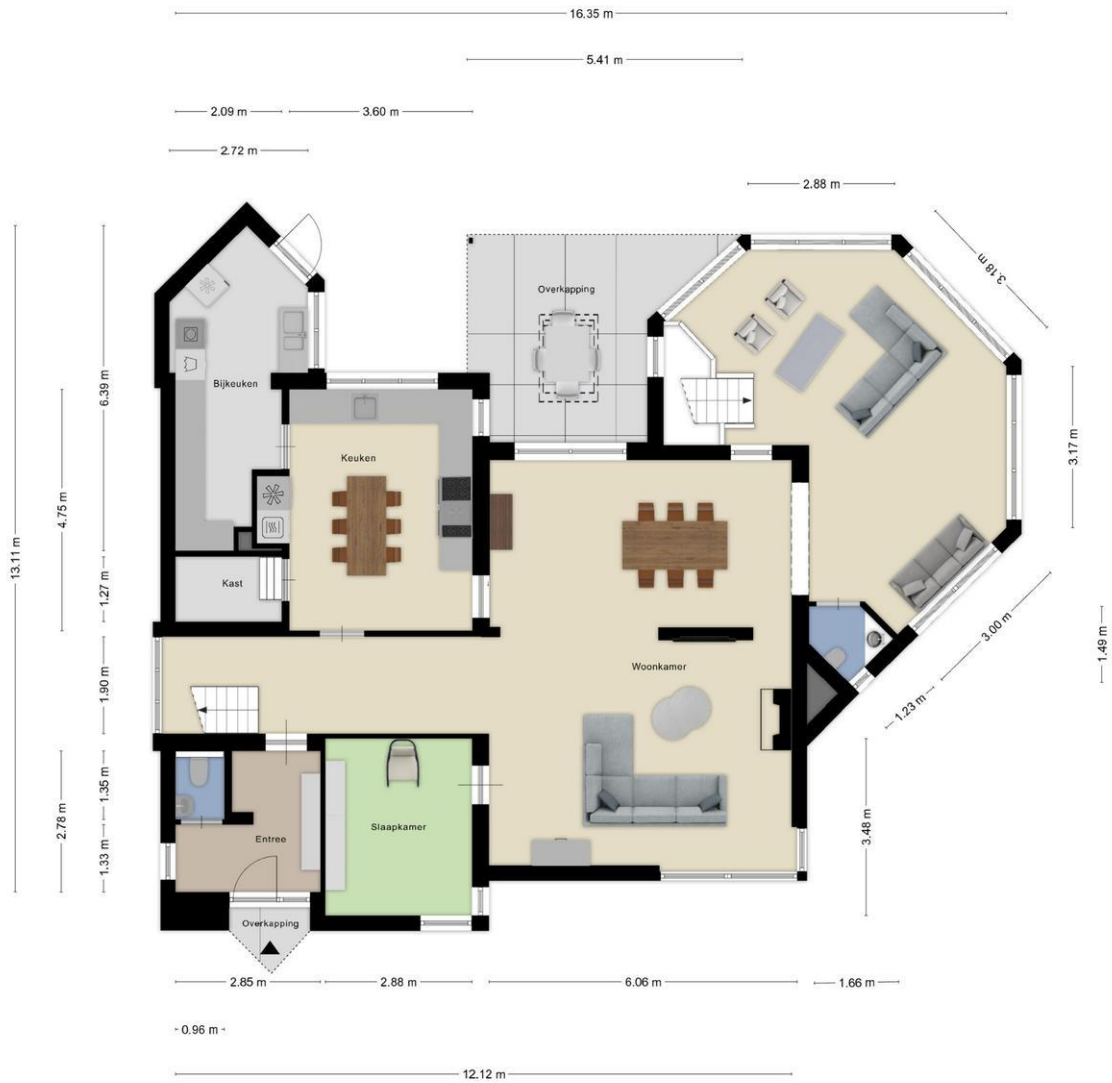 16.35 m
5.41 m
2.09 m
3.60 m
2.72 m
2.88 m
3.18 m
Overkapping
Bijkeuken
Keuken
6.39 m
3.17 m
4.75 m
13.11 m
Kast
1.27 m
3.00 m
1.49 m
Woonkamer
1.90 m
1.23 m
1.35 m
2.78 m
Slaapkamer
Entree
3.48 m
1.33 m
Overkapping
2.85 m
2.88 m
6.06 m
1.66 m
0.96 m
12.12 m